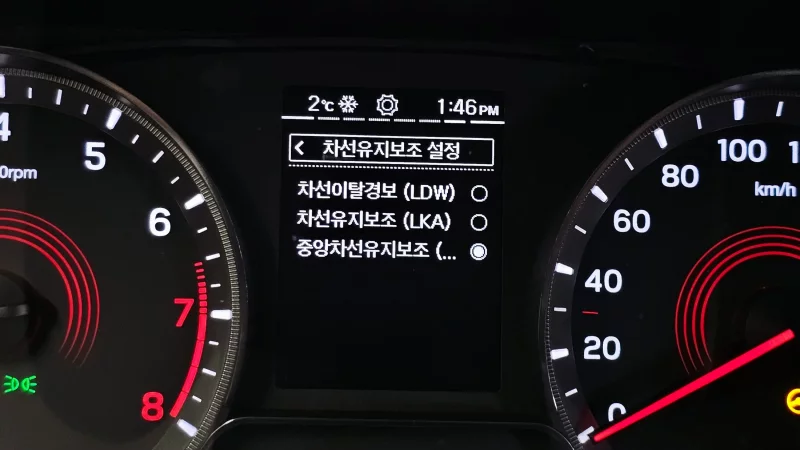 2℃ 1:46PM
< 차선유지보조 설정
차선이탈경보 (LDW)
차선유지보조 (LKA)
중앙차선유지보조 (...
4
5
6
7
8
0rpm
100
80
60
40
20
0
km/h